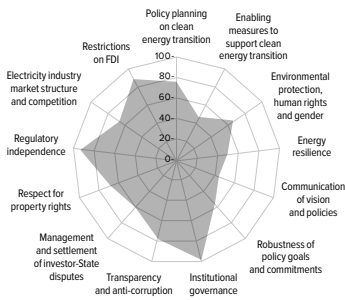 Policy planning
on clean
energy transition
Enabling
measures to
support clean
energy transition
Environmental
protection,
human rights
and gender
Energy
resilience
Communication
of vision
and policies
Robustness of
policy goals
and commitments
Institutional
governance
Transparency
and anti-corruption
Management
and settlement
of investor-State
disputes
Respect for
property rights
Regulatory
independence
Electricity industry
market structure
and competition
Restrictions
on FDI
100
80
60
40
20
0